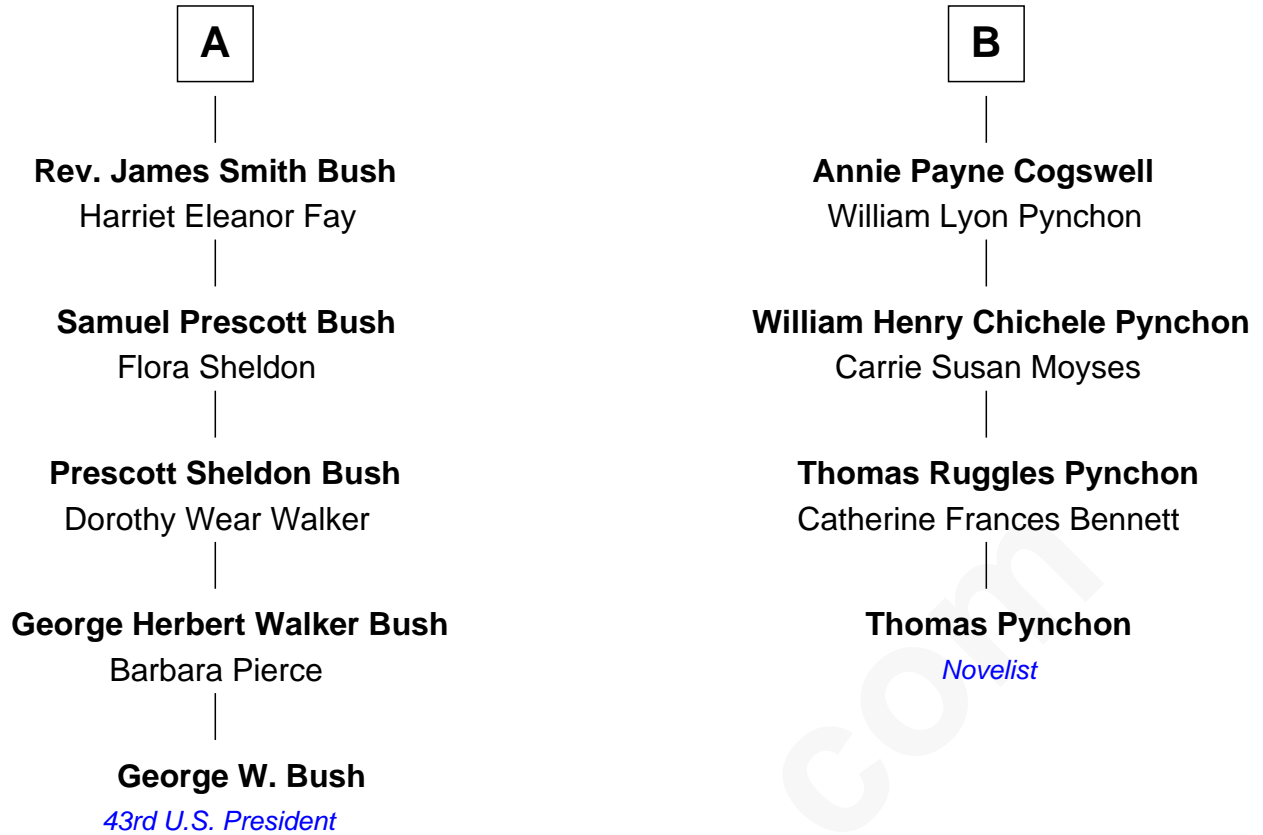 A
Rev. James Smith Bush
Harriet Eleanor Fay
Samuel Prescott Bush
Flora Sheldon
Prescott Sheldon Bush
Dorothy Wear Walker
George Herbert Walker Bush
Barbara Pierce
George W. Bush
43rd U.S. President
B
Annie Payne Cogswell
William Lyon Pynchon
William Henry Chichele Pynchon
Carrie Susan Moyses
Thomas Ruggles Pynchon
Catherine Frances Bennett
Thomas Pynchon
Novelist
com